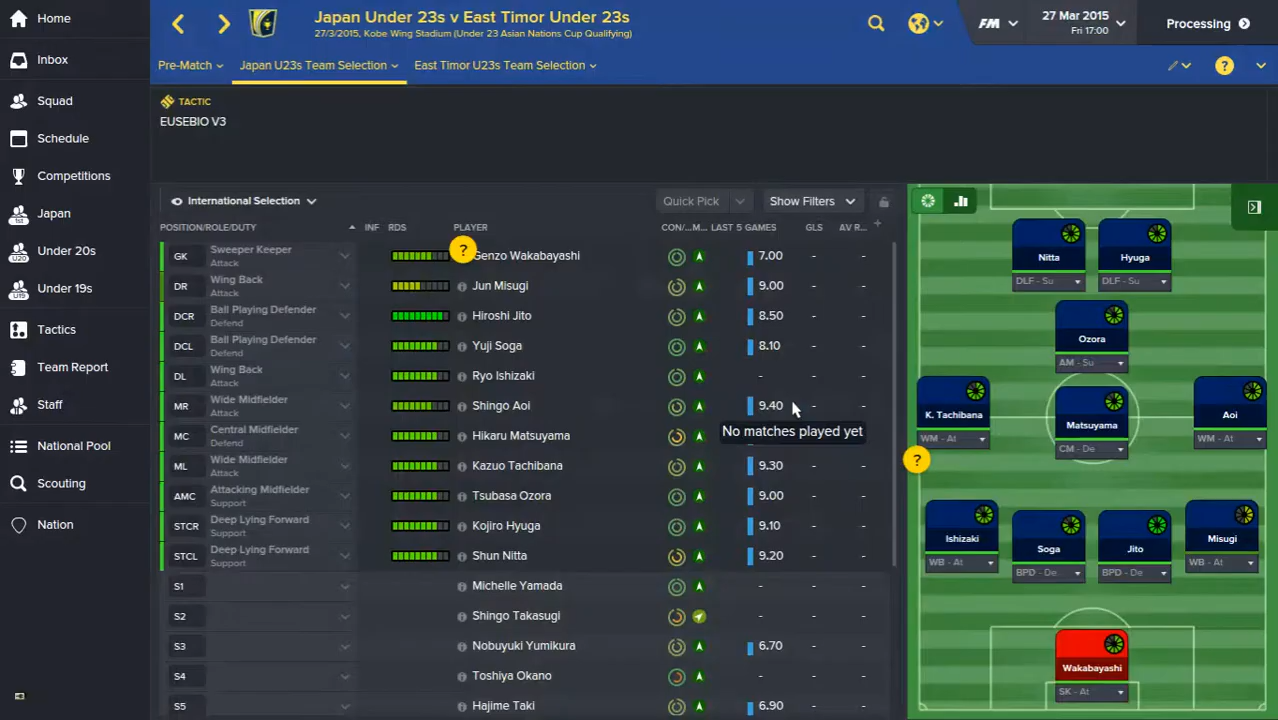 Home
Inbox
Squad
Schedule
Competitions
1st
Japan
U20
Under 20s
U19
Under 19s
Tactics
Team Report
Staff
National Pool
Scouting
Nation
Japan Under 23s v East Timor Under 23s
27/3/2015, Kobe Wing Stadium (Under 23 Asian Nations Cup Qualifying)
FM
27 Mar 2015
Fri 17:00
Processing
Pre-Match
Japan U23s Team Selection
East Timor U23s Team Selection
?
TACTIC
EUSEBIO V3
International Selection
Quick Pick
Show Filters
POSITION/ROLE/DUTY INF RDS PLAYER CON/... M... LAST 5 GAMES GLS AV R... +
GK Sweeper Keeper Attack ? Genzo Wakabayashi 7.00 - -
DR Wing Back Attack Jun Misugi 9.00 - -
DCR Ball Playing Defender Defend Hiroshi Jito 8.50 - -
DCL Ball Playing Defender Defend Yuji Soga 8.10 - -
DL Wing Back Attack Ryo Ishizaki - - -
MR Wide Midfielder Attack Shingo Aoi 9.40 - -
No matches played yet
MC Central Midfielder Defend Hikaru Matsuyama
ML Wide Midfielder Attack Kazuo Tachibana 9.30 - -
AMC Attacking Midfielder Support Tsubasa Ozora 9.00 - -
STCR Deep Lying Forward Support Kojiro Hyuga 9.10 - -
STCL Deep Lying Forward Support Shun Nitta 9.20 - -
S1 Michelle Yamada - - -
S2 Shingo Takasugi - - -
S3 Nobuyuki Yumikura 6.70 - -
S4 Toshiya Okano - - -
S5 Hajime Taki 6.90 - -
Nitta
DLF - Su
Hyuga
DLF - Su
Ozora
AM - Su
K. Tachibana
WM - At
Matsuyama
CM - De
Aoi
WM - At
?
Ishizaki
WB - At
Soga
BPD - De
Jito
BPD - De
Misugi
WB - At
Wakabayashi
SK - At